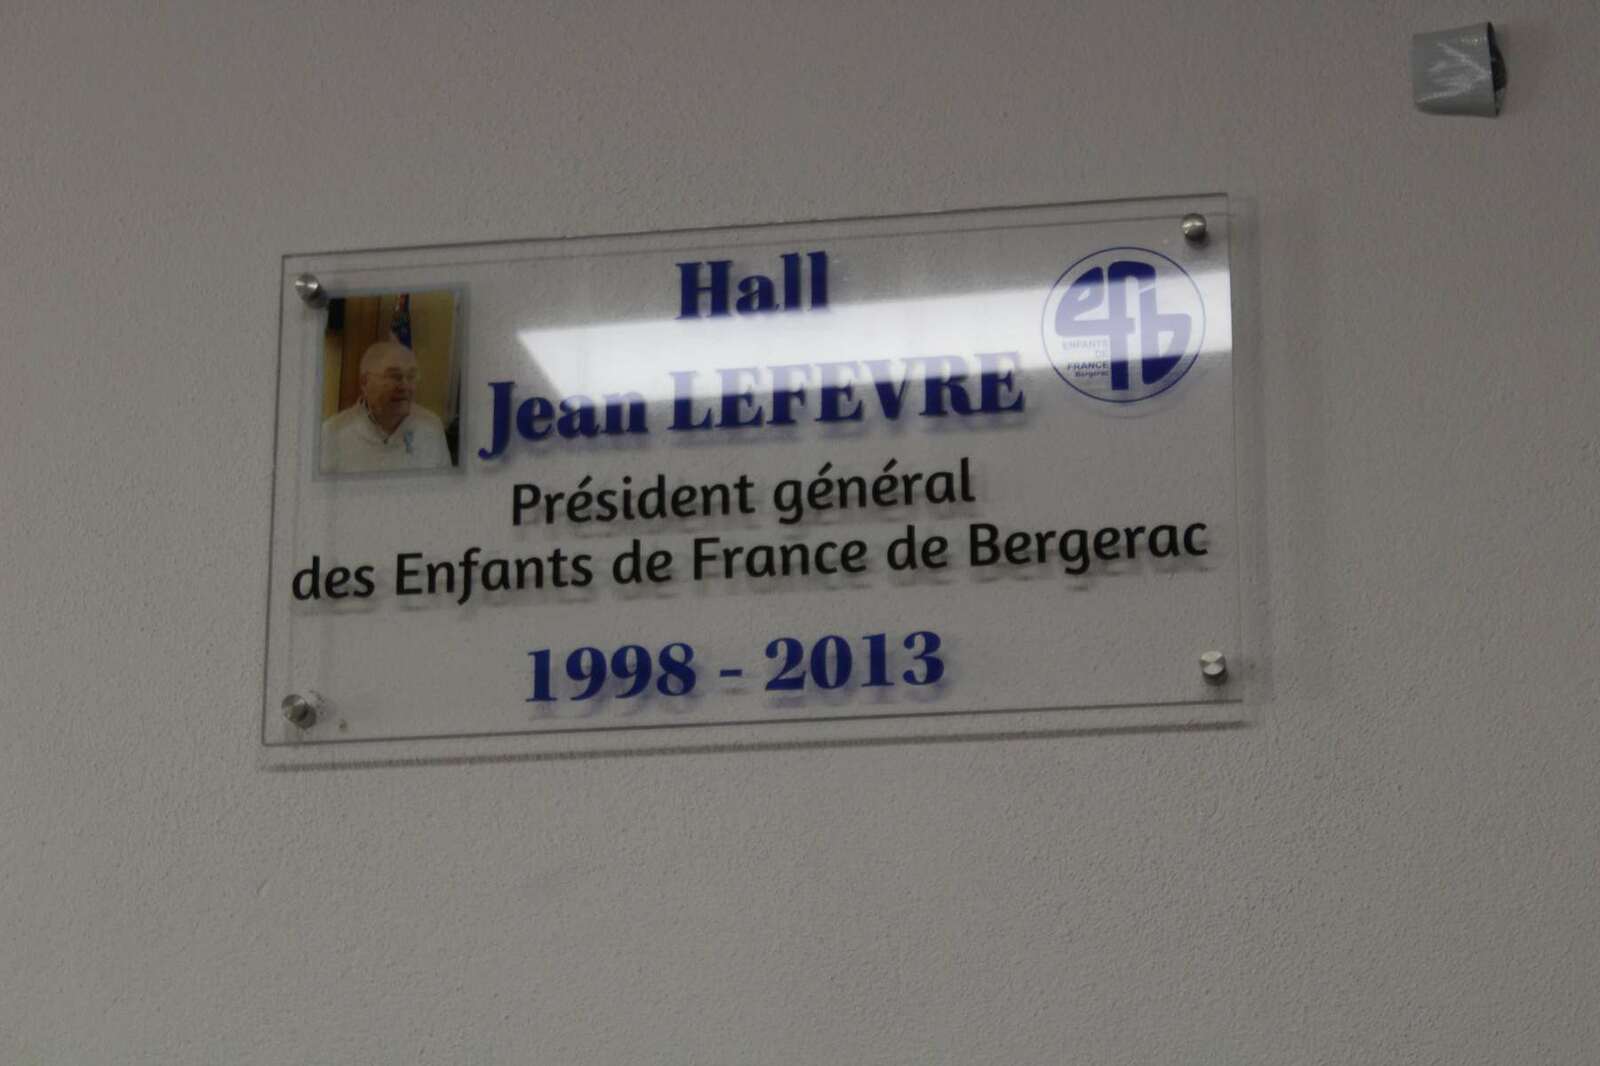 Hall
Jean LEFEVRE
Président général
des Enfants de France de Bergerac
1998 - 2013
efb
ENFANTS
DE
FRANCE
Bergerac